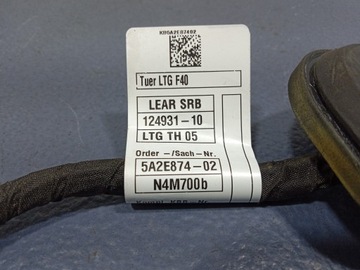 Tuer LTG F40
LEAR SRB
124931-10
LTG TH 05
Order -/Sach-Nr.
5A2E874-02
N4M700b